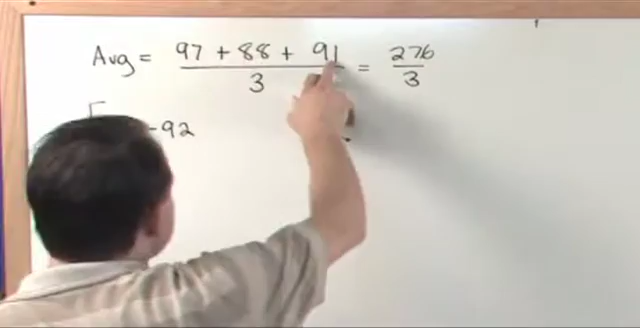 Avg = 97 + 88 + 91 / 3 = 276 / 3
92